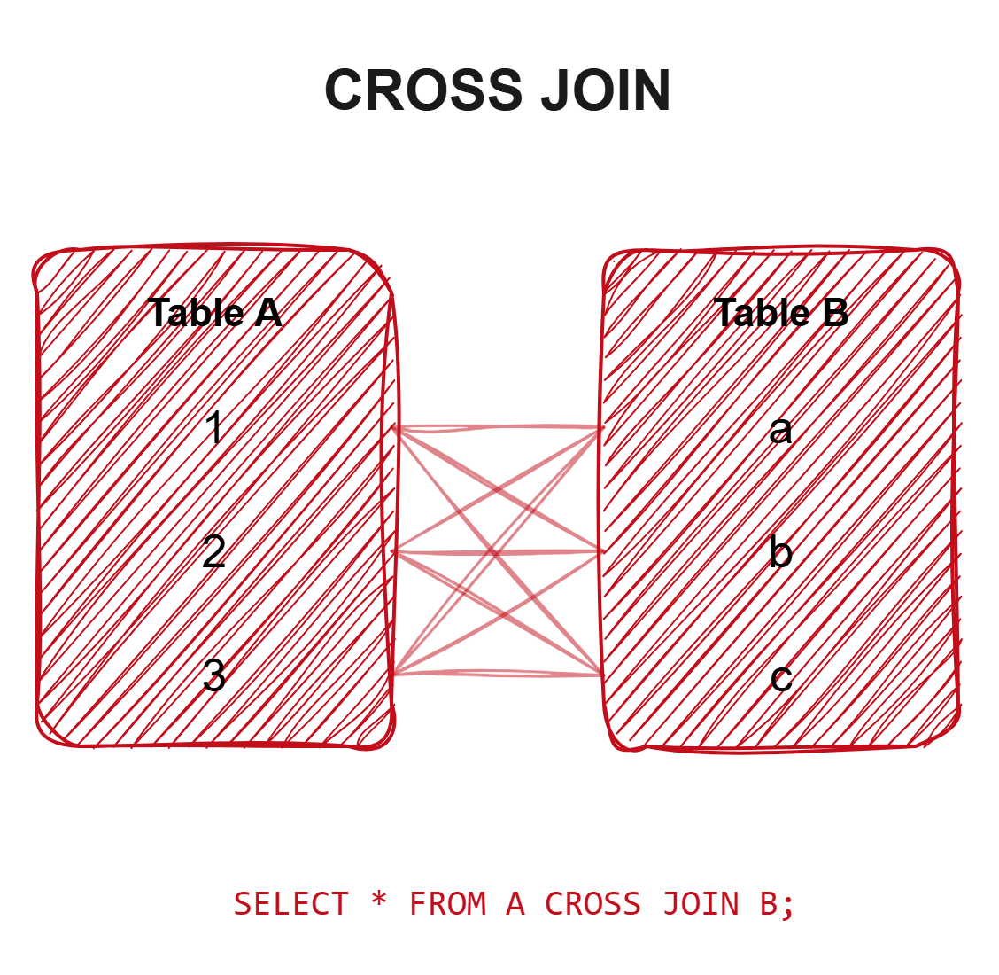 CROSS JOIN
Table A
Table B
1
a
2
b
3
c
SELECT * FROM A CROSS JOIN B;